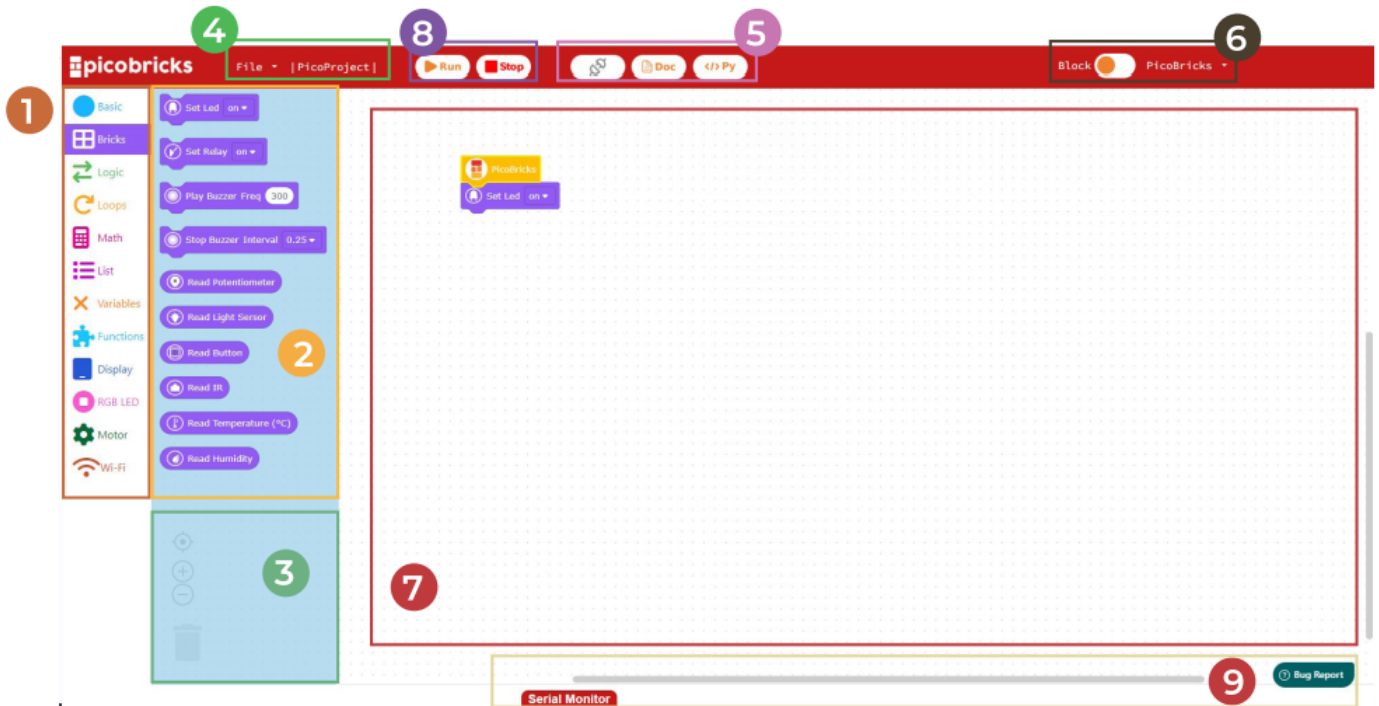 4
8
5
6
picobricks
File
|PicoProject|
Run
Stop
Doc
</> Py
Block
PicoBricks
1
Basic
Bricks
Logic
Loops
Math
List
Variables
Functions
Display
RGB LED
Motor
Wi-Fi
Set Led on
Set Relay on
Play Buzzer Freq 300
Stop Buzzer Interval 0.25
Read Potentiometer
Read Light Sersor
Read Button
2
Read IR
Read Temperature (°C)
Read Humidity
3
PicoBricks
Set Led on
7
9
? Bug Report
Serial Monitor